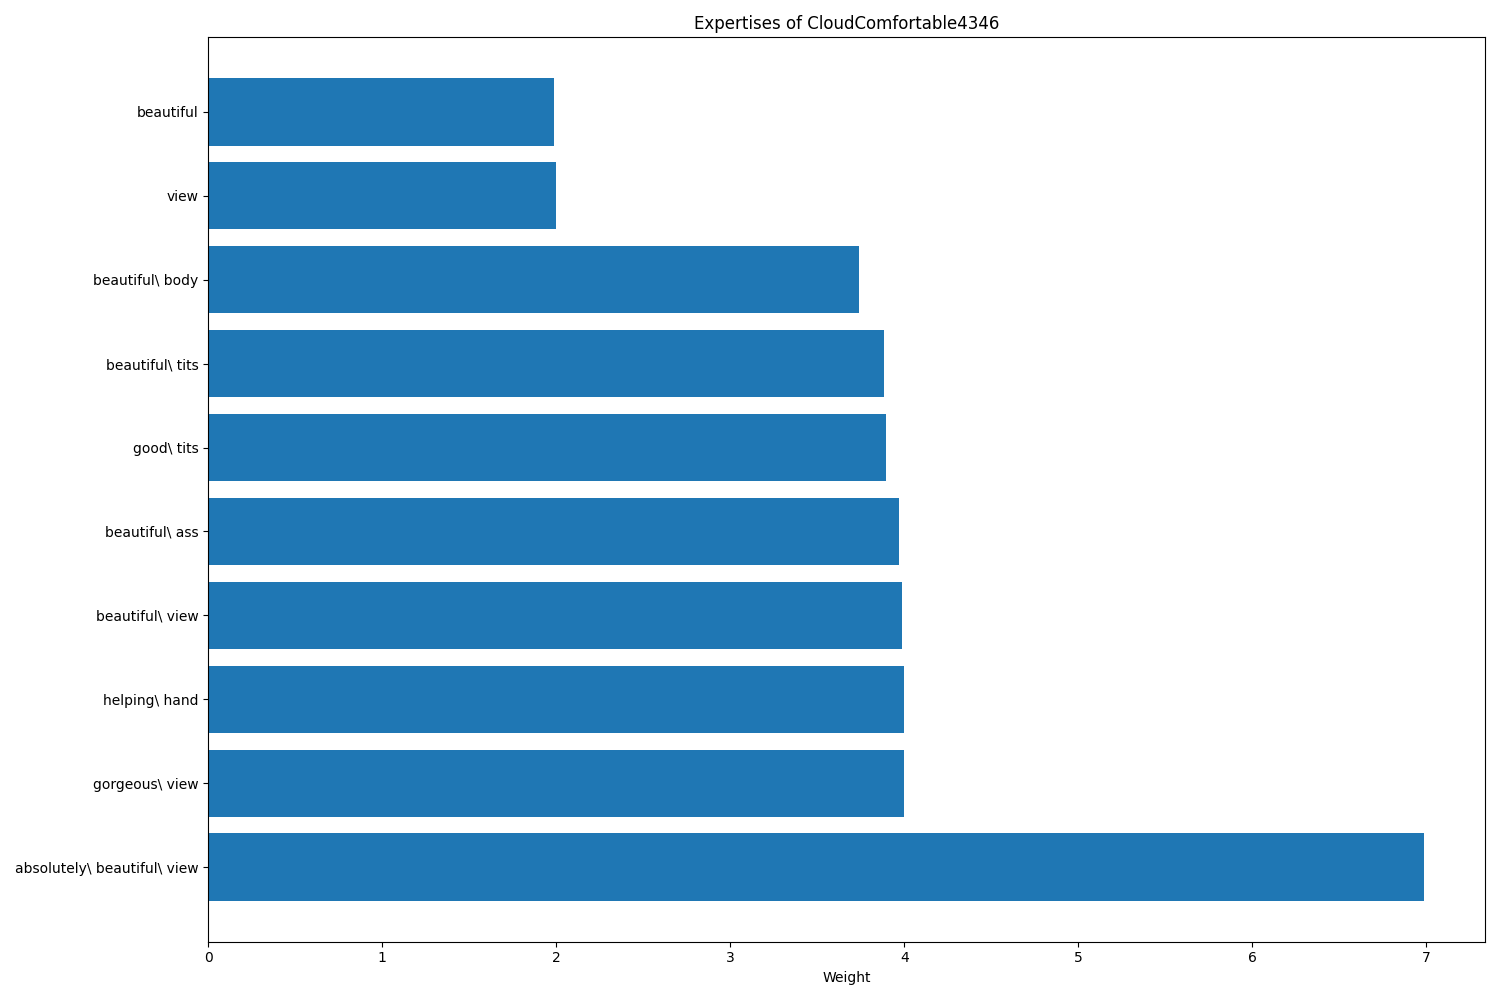 Expertises of CloudComfortable4346
beautiful
view
beautiful\ body
beautiful\ tits
good\ tits
beautiful\ ass
beautiful\ view
helping\ hand
gorgeous\ view
absolutely\ beautiful\ view
0 1 2 3 4 5 6 7
Weight